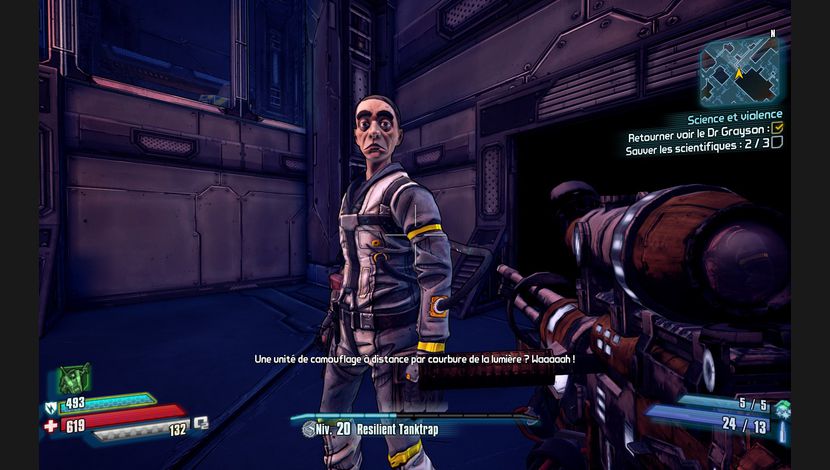 N
Science et violence
Retourner voir le Dr Grayson :
Sauver les scientifiques : 2 / 3
Une unité de camouflage à distance par courbure de la lumière ? Waaaaah !
493
619
132
Niv. 20 Resilient Tanktrap
5 / 5
24 / 13